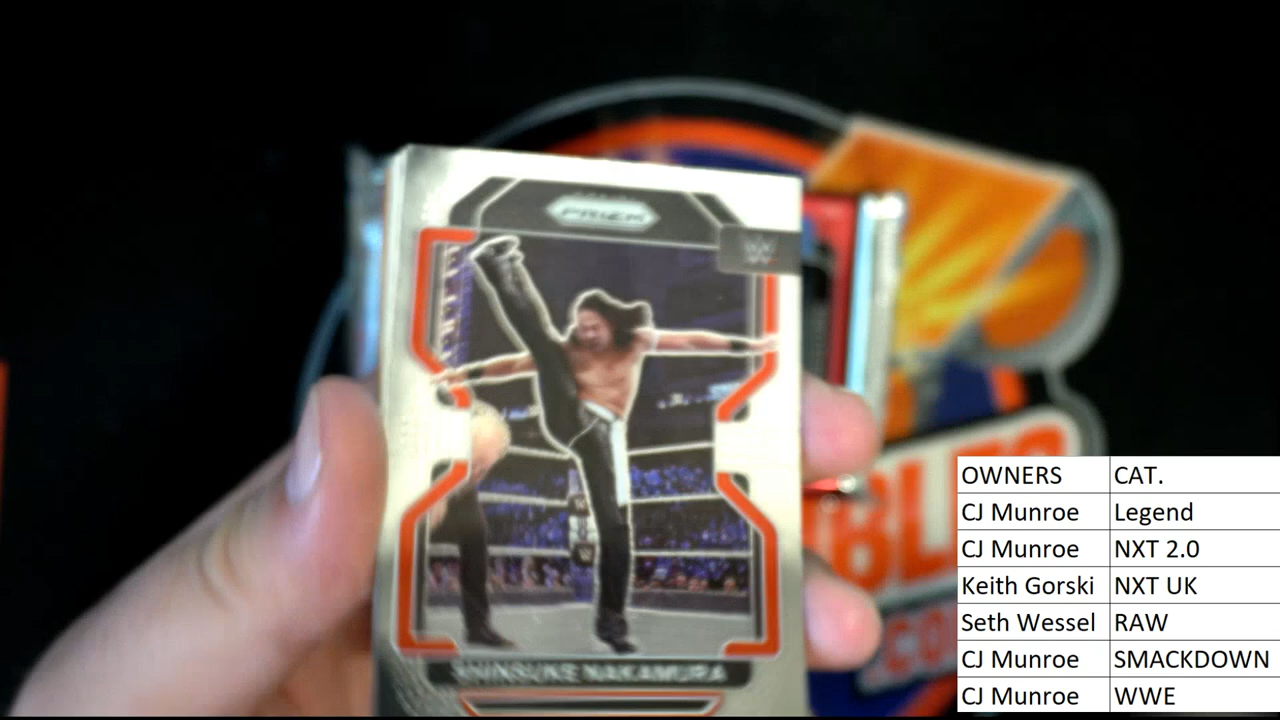 PRIZM
W
SHINSUKE NAKAMURA
OWNERS CAT.
CJ Munroe Legend
CJ Munroe NXT 2.0
Keith Gorski NXT UK
Seth Wessel RAW
CJ Munroe SMACKDOWN
CJ Munroe WWE